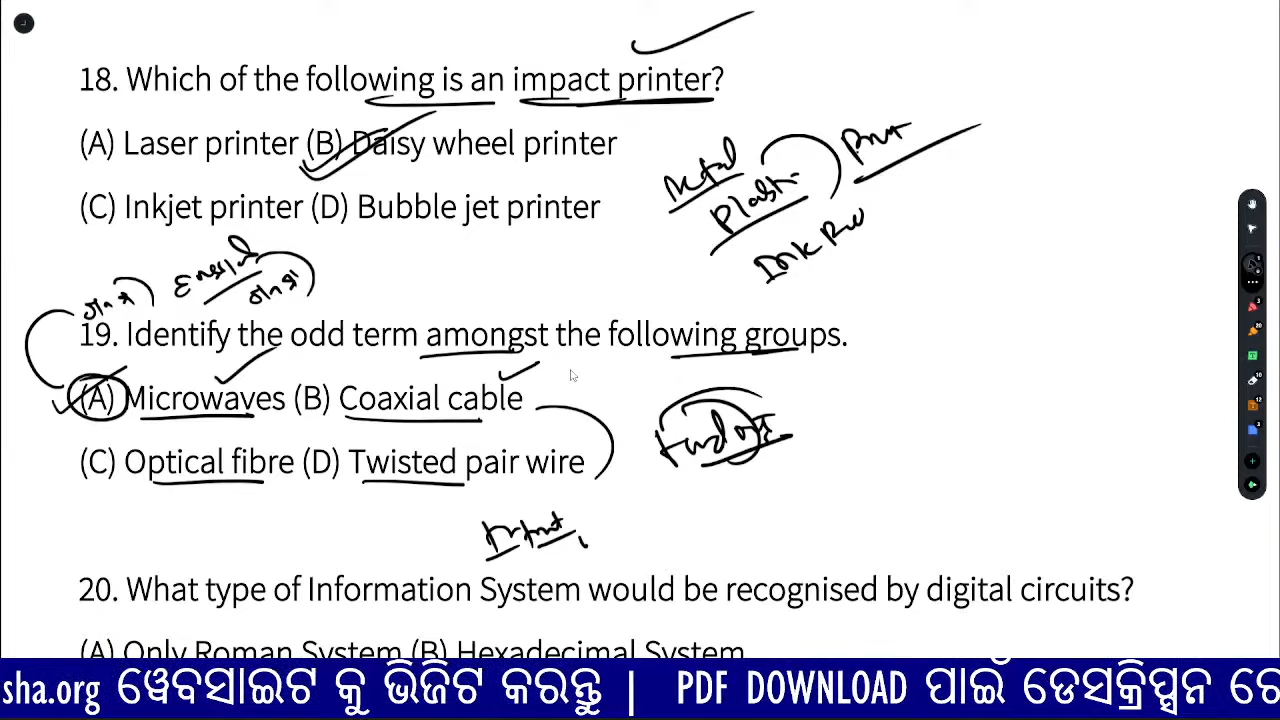 18. Which of the following is an impact printer?
(A) Laser printer (B) Daisy wheel printer
Metal
Print
Plasti
(C) Inkjet printer (D) Bubble jet printer
19. Identify the odd term amongst the following groups.
(A) Microwaves (B) Coaxial cable
(C) Optical fibre (D) Twisted pair wire
20. What type of Information System would be recognised by digital circuits?
(A) Only Roman System (B) Hexadecimal System
sha.org ୱେବସାଇଟ କୁ ଭିଜିଟ କରନ୍ତୁ | PDF DOWNLOAD ପାଇଁ ଡେସକ୍ରିପ୍ସନ ରେ